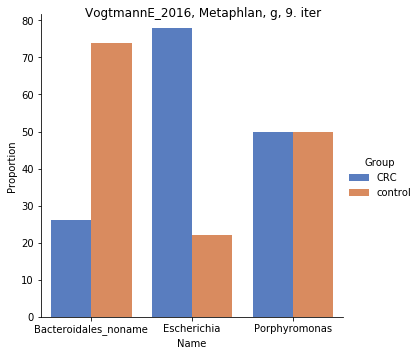 VogtmannE_2016, Metaphlan, g, 9. iter
80
70
60
50
40
30
20
10
0
Proportion
Bacteroidales_noname Escherichia Porphyromonas
Name
Group
CRC
control